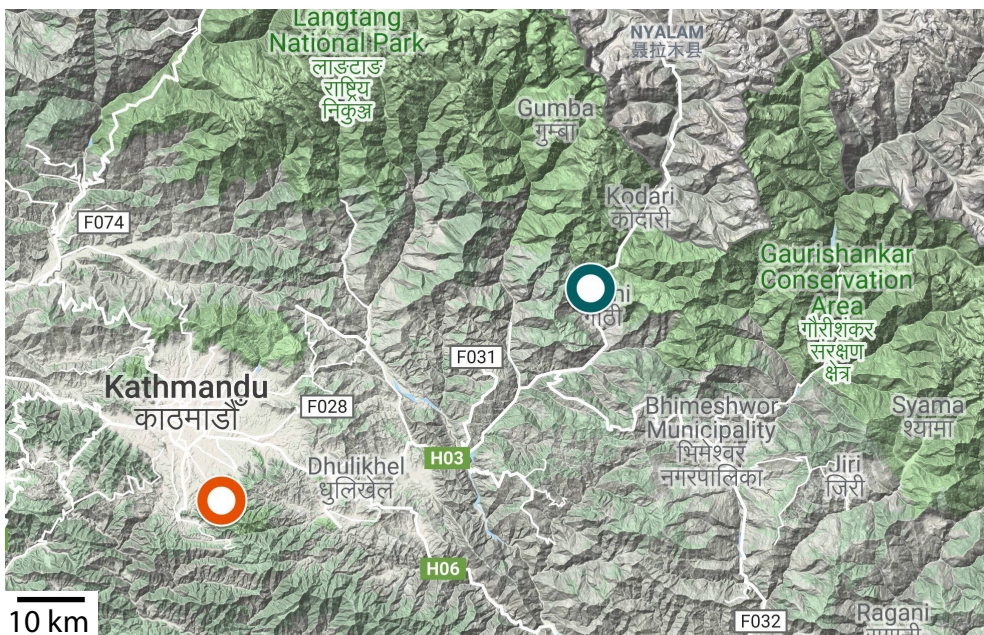 Langtang
National Park
लाङटाङ
राष्ट्रिय
निकुञ्ज
NYALAM
聂拉木县
Gumba
गुम्बा
Kodari
कोदारी
F074
Gaurishankar
Conservation
Area
गौरीशंकर
संरक्षण
क्षेत्र
F031
Kathmandu
काठमाडौँ
F028
Bhimeshwor
Municipality
भिमेश्वर
नगरपालिका
Syama
श्यामा
H03
Dhulikhel
धुलिखेल
Jiri
जिरी
H06
10 km
F032
Ragani